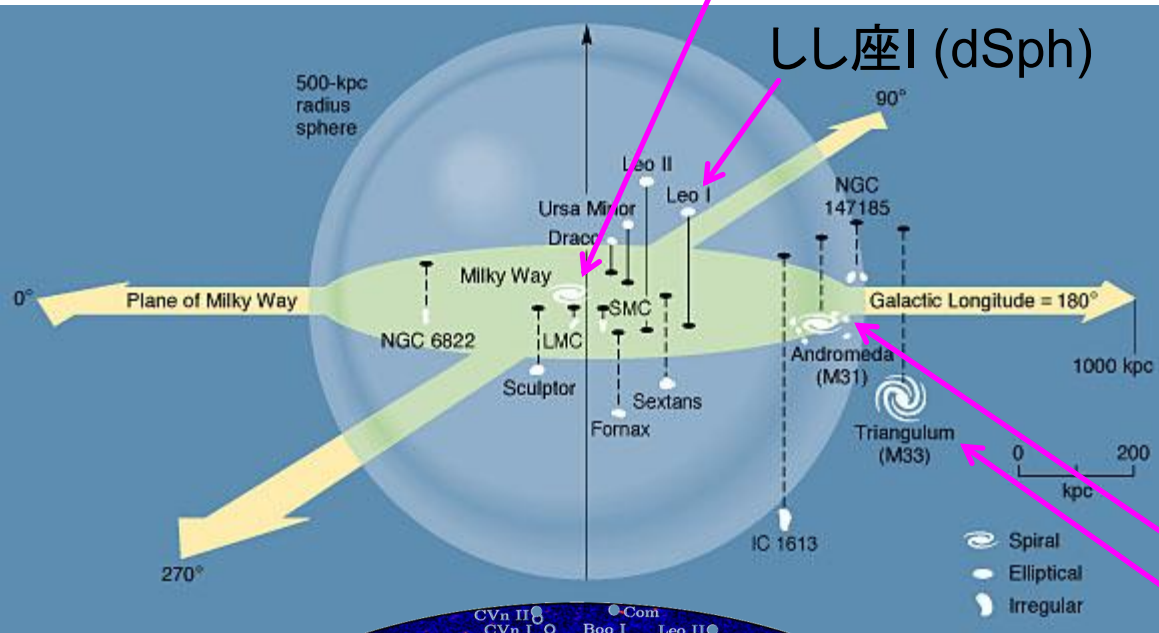 しし座I (dSph)
500-kpc
radius
sphere
90°
Leo II
NGC
147185
Leo I
Ursa Minor
Draco
Milky Way
0°
Plane of Milky Way
Galactic Longitude = 180°
SMC
NGC 6822
LMC
Andromeda
(M31)
1000 kpc
Sculptor
Sextans
Fornax
Triangulum
(M33)
0
200
kpc
IC 1613
Spiral
270°
Elliptical
Irregular
CVn II
Com
CVn I
Boo I
Leo II